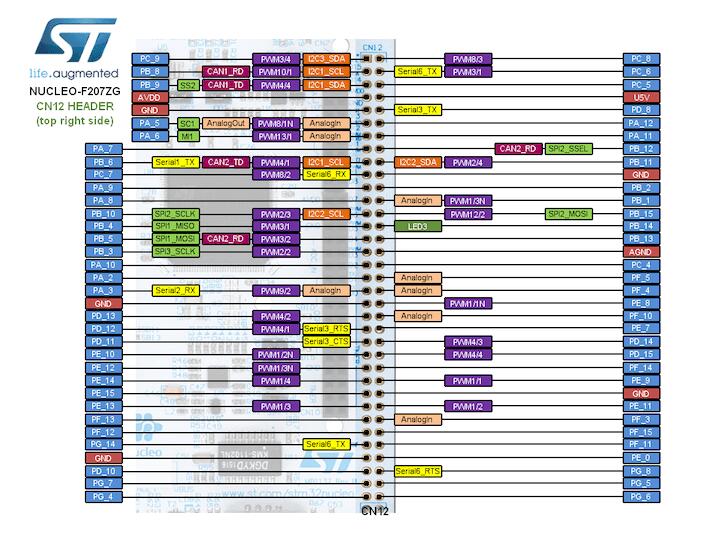 ST
life.augmented
NUCLEO-F207ZG
CN12 HEADER
(top right side)
CN12
PC_9 PWM3/4 I2C3_SDA PWM8/3 PC_8
PB_8 CAN1_RD PWM10/1 I2C1_SCL Serial6_TX PWM3/1 PC_6
PB_9 SS2 CAN1_TD PWM4/4 I2C1_SDA PC_5
AVDD U5V
GND Serial3_TX PD_8
PA_5 SC1 AnalogOut PWM8/1N AnalogIn PA_12
PA_6 MI1 PWM13/1 AnalogIn PA_11
PA_7 CAN2_RD SPI2_SSEL PB_12
PB_6 Serial1_TX CAN2_TD PWM4/1 I2C1_SCL I2C2_SDA PWM2/4 PB_11
PC_7 PWM8/2 Serial6_RX GND
PA_9 PB_2
PA_8 AnalogIn PWM1/3N PB_1
PB_10 SPI2_SCLK PWM2/3 I2C2_SCL PWM12/2 SPI2_MOSI PB_15
PB_4 SPI1_MISO PWM3/1 LED3 PB_14
PB_5 SPI1_MOSI CAN2_RD PWM3/2 PB_13
PB_3 SPI3_SCLK PWM2/2 AGND
PA_10 PC_4
PA_2 AnalogIn PF_5
PA_3 Serial2_RX PWM9/2 AnalogIn AnalogIn PF_4
GND PWM1/1N PE_8
PD_13 PWM4/2 AnalogIn PF_10
PD_12 PWM4/1 Serial3_RTS PE_7
PD_11 Serial3_CTS PWM4/3 PD_14
PE_10 PWM1/2N PWM4/4 PD_15
PE_12 PWM1/3N PF_14
PE_14 PWM1/4 PWM1/1 PE_9
PE_15 GND
PE_13 PWM1/3 PWM1/2 PE_11
PF_13 AnalogIn PF_3
PF_12 PF_15
PG_14 Serial6_TX PF_11
GND PE_0
PD_10 Serial6_RTS PG_8
PG_7 PG_5
PG_4 PG_6
www.st.com/stm32nucleo
CN12